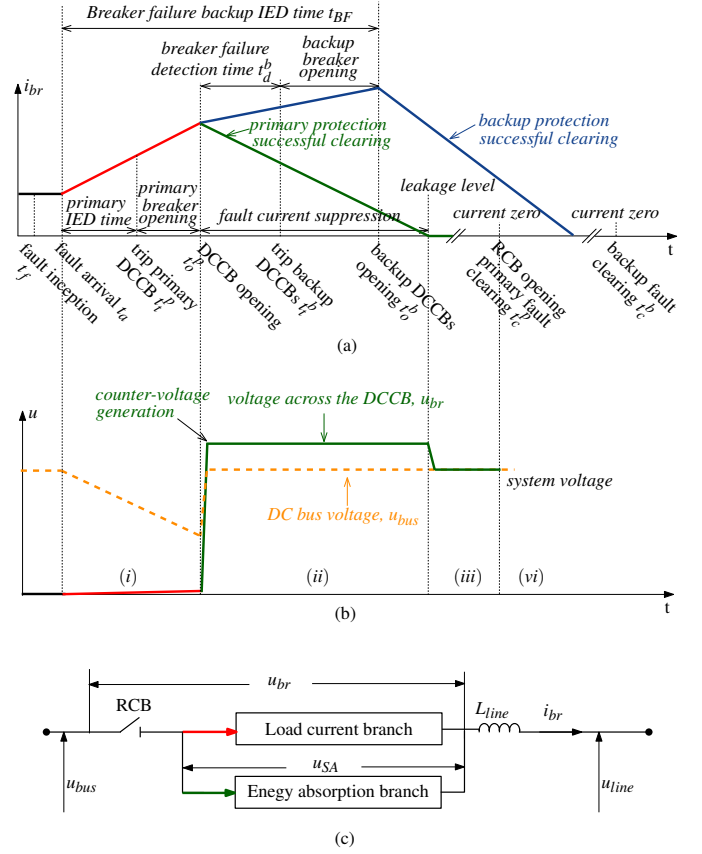 Breaker failure backup IED time t_BF
breaker failure
detection time t_d^b
backup
breaker
opening
i_br
primary protection
successful clearing
backup protection
successful clearing
leakage level
primary
IED time
primary
breaker
opening
fault current suppression
current zero
current zero
t
fault inception
t_f
fault arrival t_a
trip primary
DCCB t_t^p
DCCB opening
t_o^p
trip backup
DCCBs t_t^b
backup DCCBs
opening t_o^b
RCB opening
primary fault
clearing t_c^p
backup fault
clearing t_c^b
(a)
u
counter-voltage
generation
voltage across the DCCB, u_br
system voltage
DC bus voltage, u_bus
(i)
(ii)
(iii)
(vi)
t
(b)
u_br
RCB
Load current branch
L_line
i_br
u_SA
u_bus
Enegy absorption branch
u_line
(c)